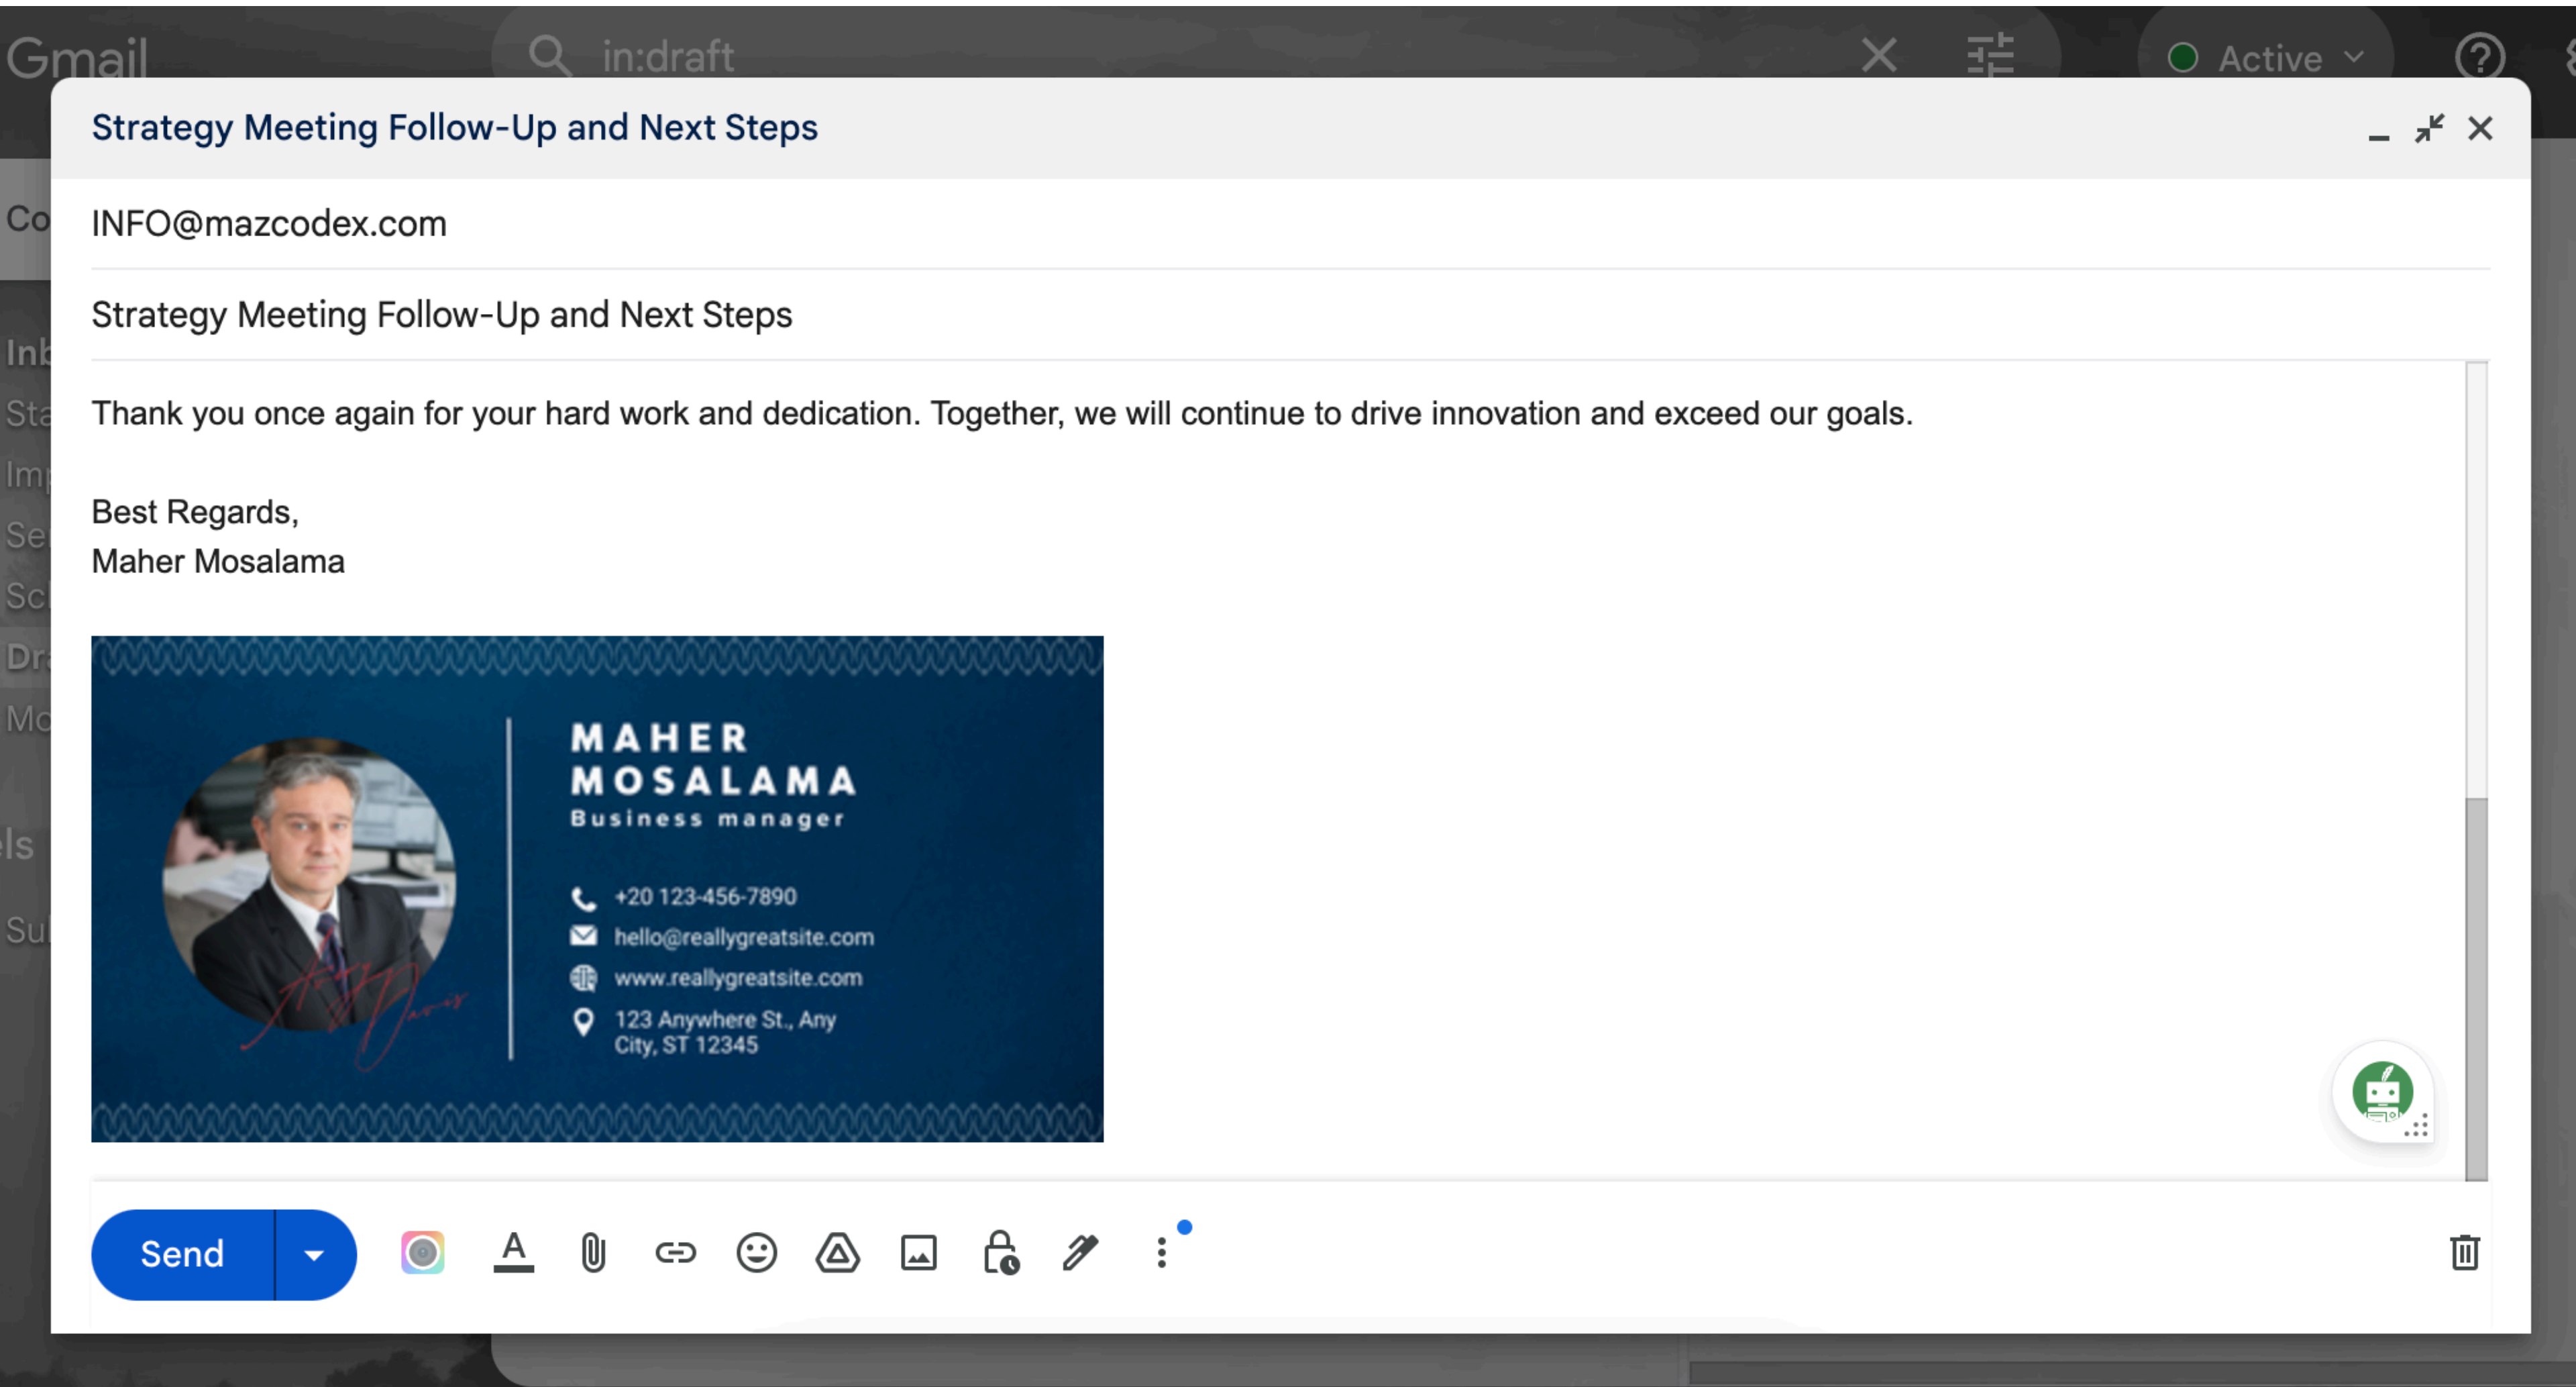 Gmail
in:draft
Active
Strategy Meeting Follow-Up and Next Steps
INFO@mazcodex.com
Strategy Meeting Follow-Up and Next Steps
Thank you once again for your hard work and dedication. Together, we will continue to drive innovation and exceed our goals.
Best Regards,
Maher Mosalama
MAHER
MOSALAMA
Business manager
+20 123-456-7890
hello@reallygreatsite.com
www.reallygreatsite.com
123 Anywhere St., Any
City, ST 12345
Send